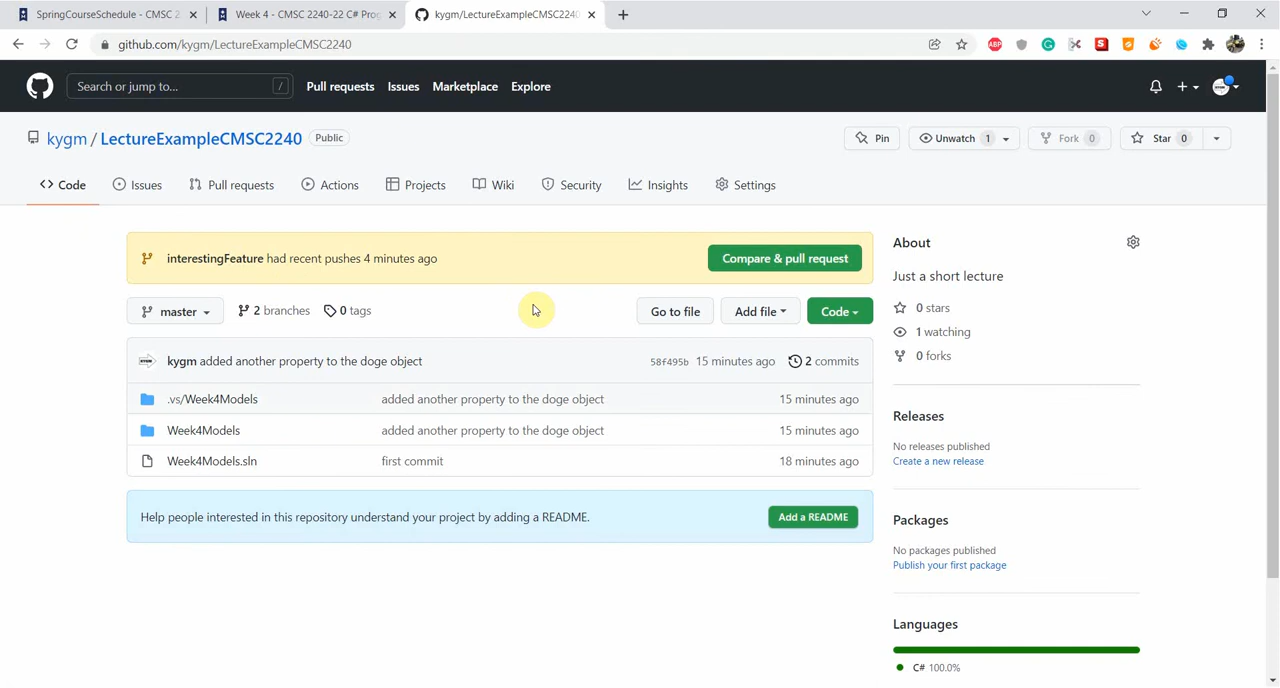 SpringCourseSchedule - CMSC 2
Week 4 - CMSC 2240-22 C# Prog
kygm/LectureExampleCMSC2240
github.com/kygm/LectureExampleCMSC2240
ABP
Search or jump to...
/
Pull requests
Issues
Marketplace
Explore
kygm / LectureExampleCMSC2240
Public
Pin
Unwatch 1
Fork 0
Star 0
Code
Issues
Pull requests
Actions
Projects
Wiki
Security
Insights
Settings
interestingFeature had recent pushes 4 minutes ago
Compare & pull request
master
2 branches
0 tags
Go to file
Add file
Code
kygm added another property to the doge object
58f495b 15 minutes ago
2 commits
.vs/Week4Models
added another property to the doge object
15 minutes ago
Week4Models
added another property to the doge object
15 minutes ago
Week4Models.sln
first commit
18 minutes ago
Help people interested in this repository understand your project by adding a README.
Add a README
About
Just a short lecture
0 stars
1 watching
0 forks
Releases
No releases published
Create a new release
Packages
No packages published
Publish your first package
Languages
C# 100.0%